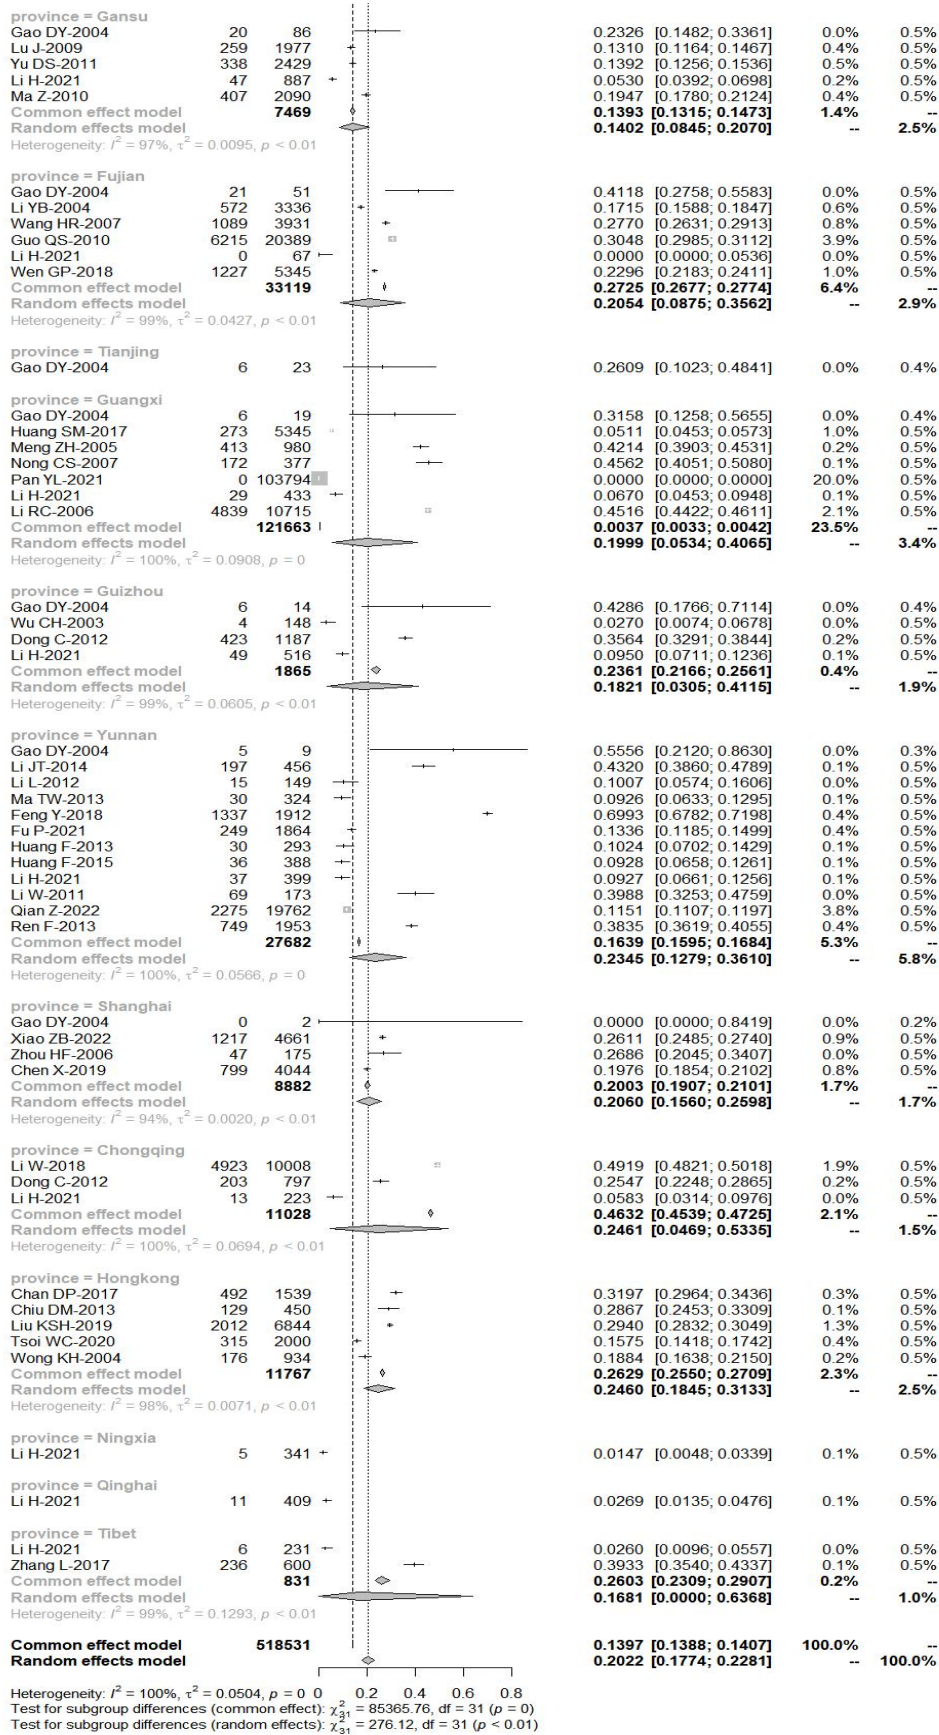 province = Gansu
Gao DY-2004 20 86 0.2326 [0.1482; 0.3361] 0.0% 0.5%
Lu J-2009 259 1977 0.1310 [0.1164; 0.1467] 0.4% 0.5%
Yu DS-2011 338 2429 0.1392 [0.1256; 0.1536] 0.5% 0.5%
Li H-2021 47 887 0.0530 [0.0392; 0.0698] 0.2% 0.5%
Ma Z-2010 407 2090 0.1947 [0.1780; 0.2124] 0.4% 0.5%
Common effect model 7469 0.1393 [0.1315; 0.1473] 1.4% --
Random effects model 0.1402 [0.0845; 0.2070] -- 2.5%
Heterogeneity: I² = 97%, τ² = 0.0095, p < 0.01
province = Fujian
Gao DY-2004 21 51 0.4118 [0.2758; 0.5583] 0.0% 0.5%
Li YB-2004 572 3336 0.1715 [0.1588; 0.1847] 0.6% 0.5%
Wang HR-2007 1089 3931 0.2770 [0.2631; 0.2913] 0.8% 0.5%
Guo QS-2010 6215 20389 0.3048 [0.2985; 0.3112] 3.9% 0.5%
Li H-2021 0 67 0.0000 [0.0000; 0.0536] 0.0% 0.5%
Wen GP-2018 1227 5345 0.2296 [0.2183; 0.2411] 1.0% 0.5%
Common effect model 33119 0.2725 [0.2677; 0.2774] 6.4% --
Random effects model 0.2054 [0.0875; 0.3562] -- 2.9%
Heterogeneity: I² = 99%, τ² = 0.0427, p < 0.01
province = Tianjing
Gao DY-2004 6 23 0.2609 [0.1023; 0.4841] 0.0% 0.4%
province = Guangxi
Gao DY-2004 6 19 0.3158 [0.1258; 0.5655] 0.0% 0.4%
Huang SM-2017 273 5345 0.0511 [0.0453; 0.0573] 1.0% 0.5%
Meng ZH-2005 413 980 0.4214 [0.3903; 0.4531] 0.2% 0.5%
Nong CS-2007 172 377 0.4562 [0.4051; 0.5080] 0.1% 0.5%
Pan YL-2021 0 103794 0.0000 [0.0000; 0.0000] 20.0% 0.5%
Li H-2021 29 433 0.0670 [0.0453; 0.0948] 0.1% 0.5%
Li RC-2006 4839 10715 0.4516 [0.4422; 0.4611] 2.1% 0.5%
Common effect model 121663 0.0037 [0.0033; 0.0042] 23.5% --
Random effects model 0.1999 [0.0534; 0.4065] -- 3.4%
Heterogeneity: I² = 100%, τ² = 0.0908, p = 0
province = Guizhou
Gao DY-2004 6 14 0.4286 [0.1766; 0.7114] 0.0% 0.4%
Wu CH-2003 4 148 0.0270 [0.0074; 0.0678] 0.0% 0.5%
Dong C-2012 423 1187 0.3564 [0.3291; 0.3844] 0.2% 0.5%
Li H-2021 49 516 0.0950 [0.0711; 0.1236] 0.1% 0.5%
Common effect model 1865 0.2361 [0.2166; 0.2561] 0.4% --
Random effects model 0.1821 [0.0305; 0.4115] -- 1.9%
Heterogeneity: I² = 99%, τ² = 0.0605, p < 0.01
province = Yunnan
Gao DY-2004 5 9 0.5556 [0.2120; 0.8630] 0.0% 0.3%
Li JT-2014 197 456 0.4320 [0.3860; 0.4789] 0.1% 0.5%
Li L-2012 15 149 0.1007 [0.0574; 0.1606] 0.0% 0.5%
Ma TW-2013 30 324 0.0926 [0.0633; 0.1295] 0.1% 0.5%
Feng Y-2018 1337 1912 0.6993 [0.6782; 0.7198] 0.4% 0.5%
Fu P-2021 249 1864 0.1336 [0.1185; 0.1499] 0.4% 0.5%
Huang F-2013 30 293 0.1024 [0.0702; 0.1429] 0.1% 0.5%
Huang F-2015 36 388 0.0928 [0.0658; 0.1261] 0.1% 0.5%
Li H-2021 37 399 0.0927 [0.0661; 0.1256] 0.1% 0.5%
Li W-2011 69 173 0.3988 [0.3253; 0.4759] 0.0% 0.5%
Qian Z-2022 2275 19762 0.1151 [0.1107; 0.1197] 3.8% 0.5%
Ren F-2013 749 1953 0.3835 [0.3619; 0.4055] 0.4% 0.5%
Common effect model 27682 0.1639 [0.1595; 0.1684] 5.3% --
Random effects model 0.2345 [0.1279; 0.3610] -- 5.8%
Heterogeneity: I² = 100%, τ² = 0.0566, p = 0
province = Shanghai
Gao DY-2004 0 2 0.0000 [0.0000; 0.8419] 0.0% 0.2%
Xiao ZB-2022 1217 4661 0.2611 [0.2485; 0.2740] 0.9% 0.5%
Zhou HF-2006 47 175 0.2686 [0.2045; 0.3407] 0.0% 0.5%
Chen X-2019 799 4044 0.1976 [0.1854; 0.2102] 0.8% 0.5%
Common effect model 8882 0.2003 [0.1907; 0.2101] 1.7% --
Random effects model 0.2060 [0.1560; 0.2598] -- 1.7%
Heterogeneity: I² = 94%, τ² = 0.0020, p < 0.01
province = Chongqing
Li W-2018 4923 10008 0.4919 [0.4821; 0.5018] 1.9% 0.5%
Dong C-2012 203 797 0.2547 [0.2248; 0.2865] 0.2% 0.5%
Li H-2021 13 223 0.0583 [0.0314; 0.0976] 0.0% 0.5%
Common effect model 11028 0.4632 [0.4539; 0.4725] 2.1% --
Random effects model 0.2461 [0.0469; 0.5335] -- 1.5%
Heterogeneity: I² = 100%, τ² = 0.0694, p < 0.01
province = Hongkong
Chan DP-2017 492 1539 0.3197 [0.2964; 0.3436] 0.3% 0.5%
Chiu DM-2013 129 450 0.2867 [0.2453; 0.3309] 0.1% 0.5%
Liu KSH-2019 2012 6844 0.2940 [0.2832; 0.3049] 1.3% 0.5%
Tsoi WC-2020 315 2000 0.1575 [0.1418; 0.1742] 0.4% 0.5%
Wong KH-2004 176 934 0.1884 [0.1638; 0.2150] 0.2% 0.5%
Common effect model 11767 0.2629 [0.2550; 0.2709] 2.3% --
Random effects model 0.2460 [0.1845; 0.3133] -- 2.5%
Heterogeneity: I² = 98%, τ² = 0.0071, p < 0.01
province = Ningxia
Li H-2021 5 341 0.0147 [0.0048; 0.0339] 0.1% 0.5%
province = Qinghai
Li H-2021 11 409 0.0269 [0.0135; 0.0476] 0.1% 0.5%
province = Tibet
Li H-2021 6 231 0.0260 [0.0096; 0.0557] 0.0% 0.5%
Zhang L-2017 236 600 0.3933 [0.3540; 0.4337] 0.1% 0.5%
Common effect model 831 0.2603 [0.2309; 0.2907] 0.2% --
Random effects model 0.1681 [0.0000; 0.6368] -- 1.0%
Heterogeneity: I² = 99%, τ² = 0.1293, p < 0.01
Common effect model 518531 0.1397 [0.1388; 0.1407] 100.0% --
Random effects model 0.2022 [0.1774; 0.2281] -- 100.0%
Heterogeneity: I² = 100%, τ² = 0.0504, p = 0 0 0.2 0.4 0.6 0.8
Test for subgroup differences (common effect): χ²₃₁ = 85365.76, df = 31 (p = 0)
Test for subgroup differences (random effects): χ²₃₁ = 276.12, df = 31 (p < 0.01)